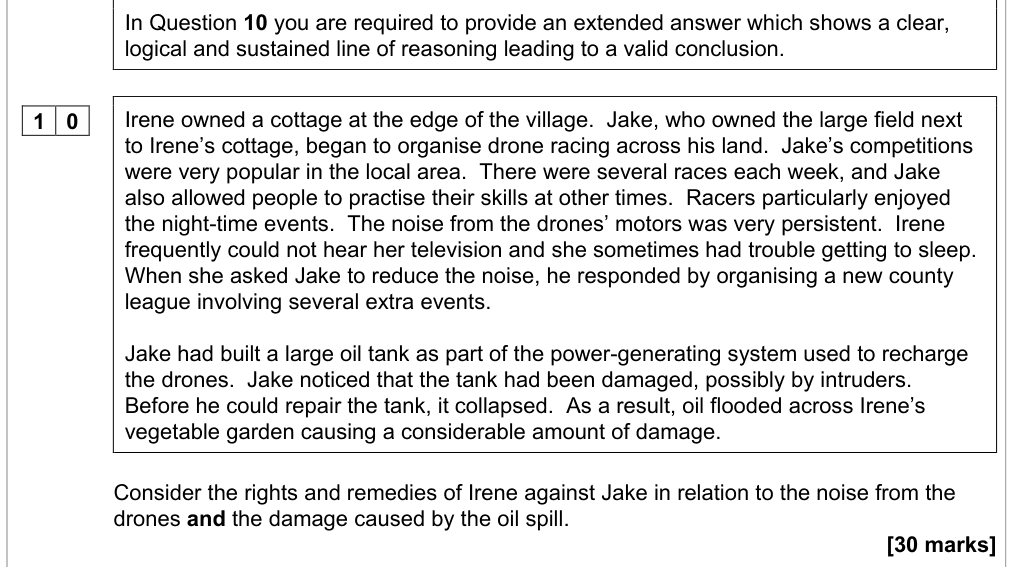 In Question 10 you are required to provide an extended answer which shows a clear,
logical and sustained line of reasoning leading to a valid conclusion.
1 0
Irene owned a cottage at the edge of the village. Jake, who owned the large field next
to Irene's cottage, began to organise drone racing across his land. Jake's competitions
were very popular in the local area. There were several races each week, and Jake
also allowed people to practise their skills at other times. Racers particularly enjoyed
the night-time events. The noise from the drones' motors was very persistent. Irene
frequently could not hear her television and she sometimes had trouble getting to sleep.
When she asked Jake to reduce the noise, he responded by organising a new county
league involving several extra events.
Jake had built a large oil tank as part of the power-generating system used to recharge
the drones. Jake noticed that the tank had been damaged, possibly by intruders.
Before he could repair the tank, it collapsed. As a result, oil flooded across Irene's
vegetable garden causing a considerable amount of damage.
Consider the rights and remedies of Irene against Jake in relation to the noise from the
drones and the damage caused by the oil spill.
[30 marks]